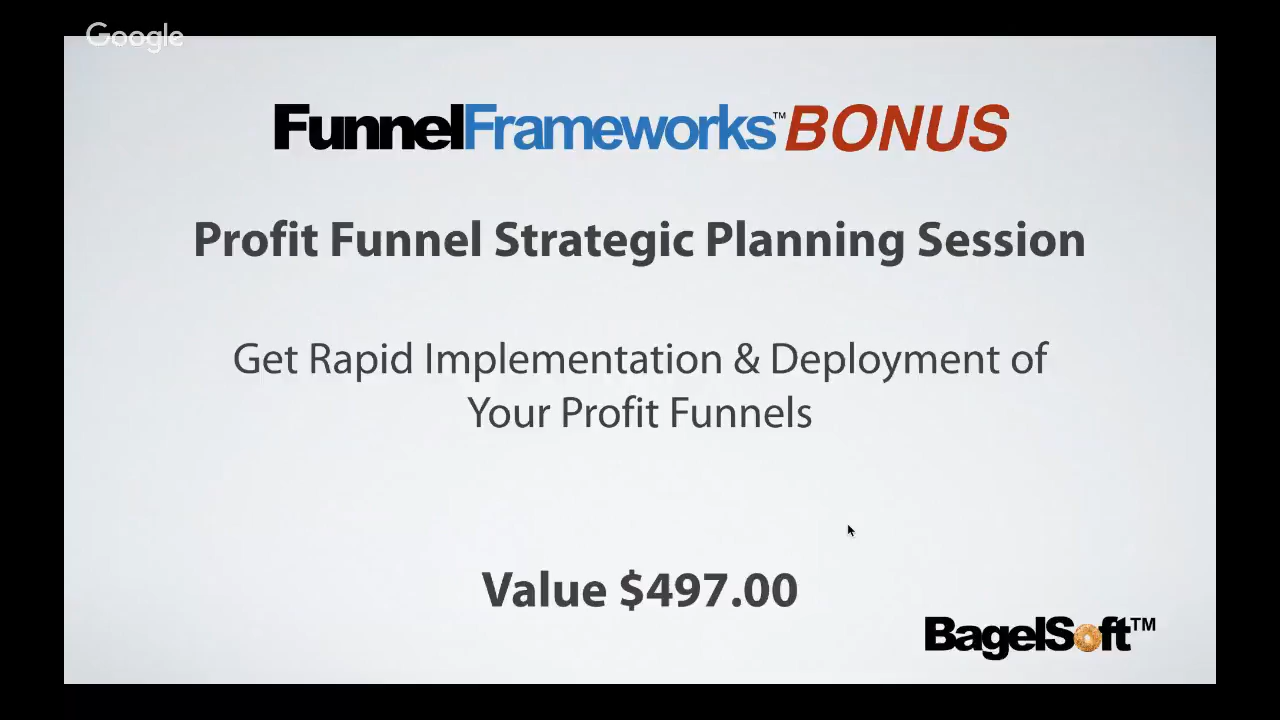 Google
FunnelFrameworks™BONUS
Profit Funnel Strategic Planning Session
Get Rapid Implementation & Deployment of
Your Profit Funnels
Value $497.00
BagelSoft™